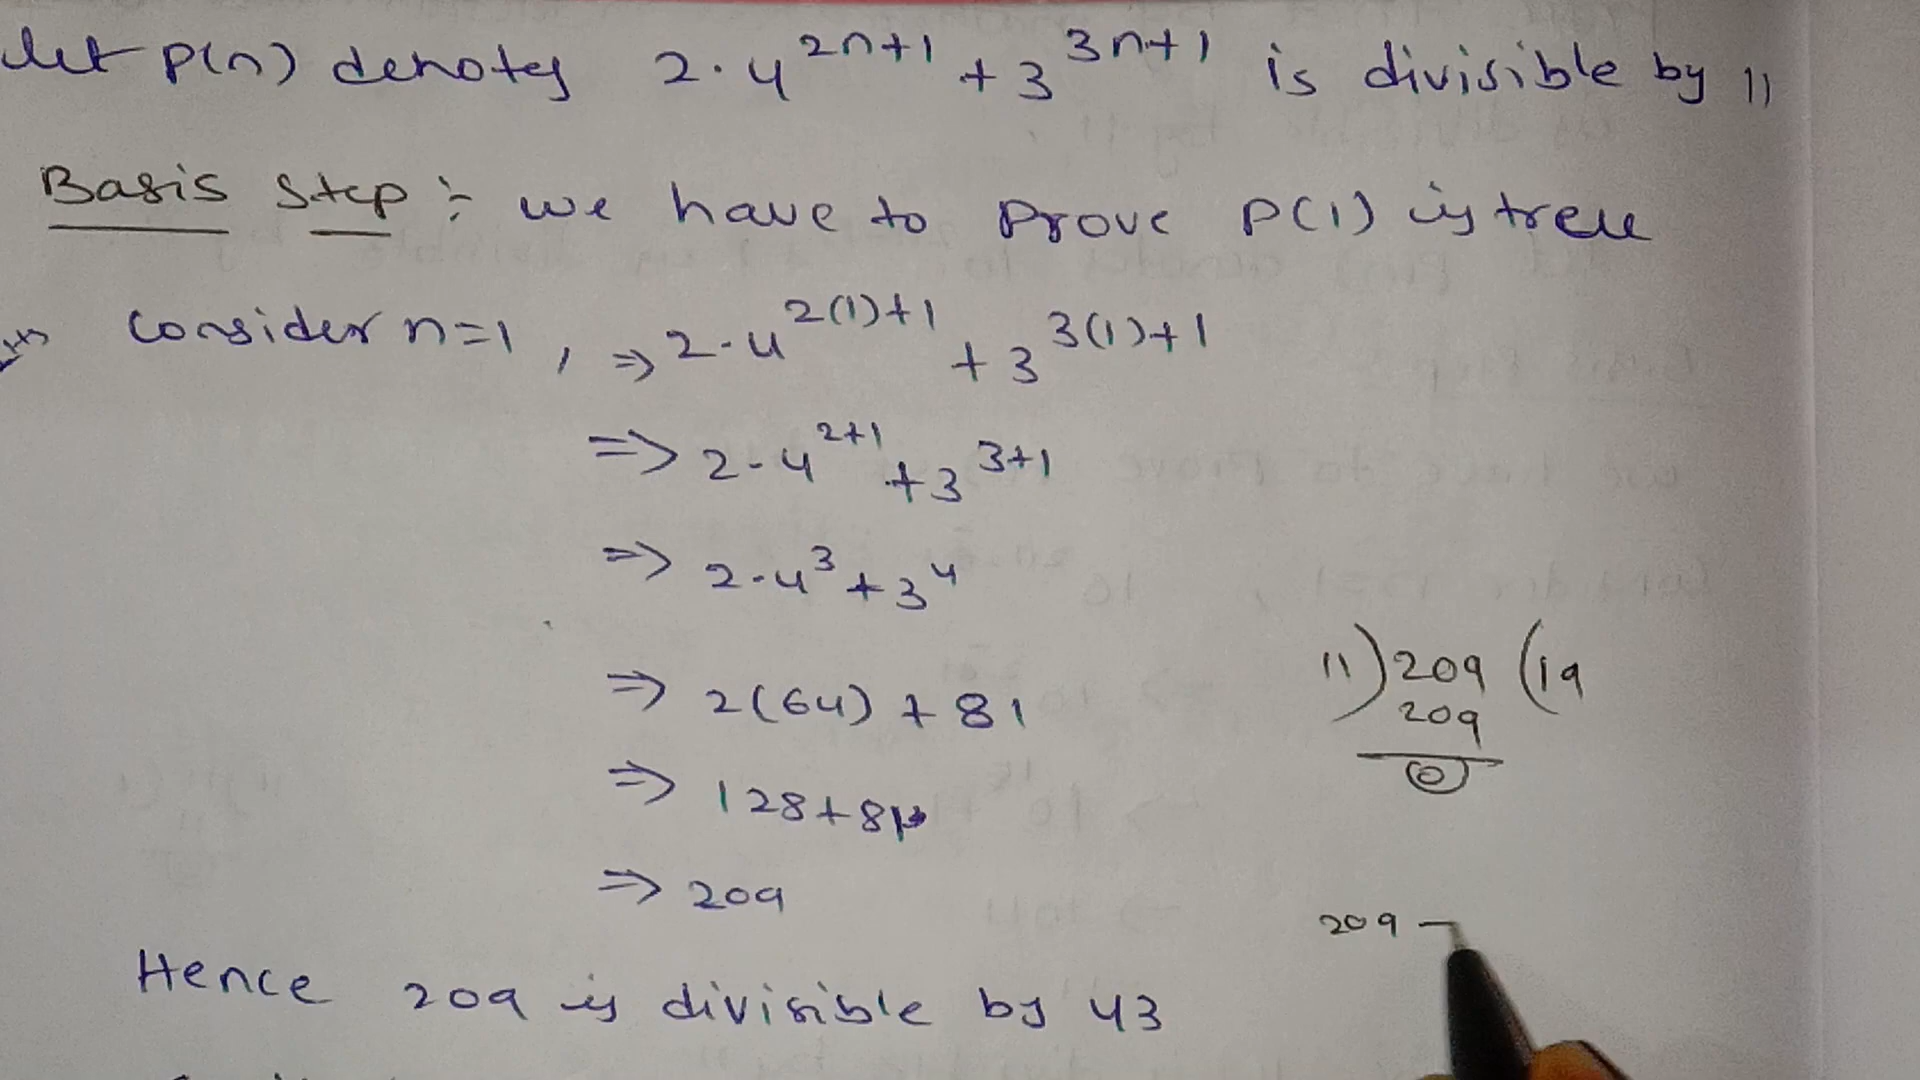 let P(n) denotes 2·4^{2n+1} + 3^{3n+1} is divisible by 11
Basis Step :- we have to prove P(1) is true
consider n=1, => 2·4^{2(1)+1} + 3^{3(1)+1}
=> 2·4^{2+1} + 3^{3+1}
=> 2·4^3 + 3^4
=> 2(64) + 81
=> 128+81
=> 209
11)209(19
209
0
209 —
Hence 209 is divisible by 43